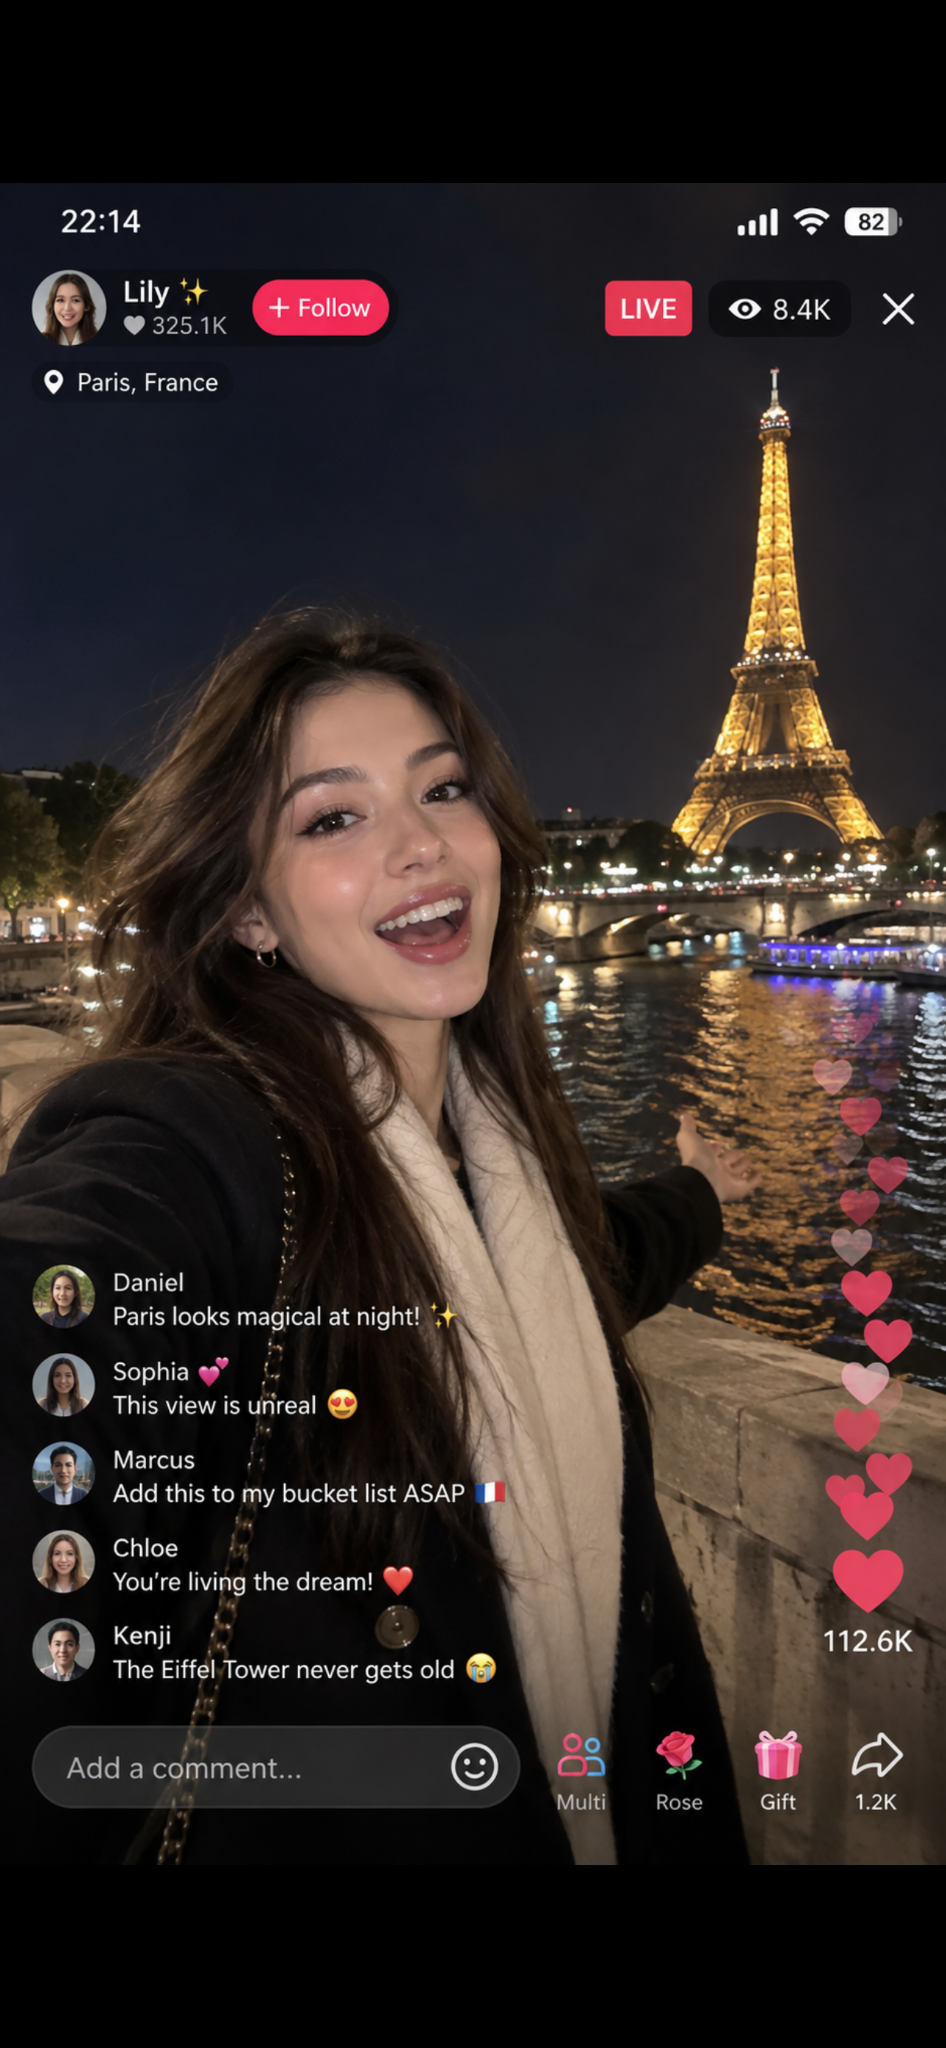 22:14
82
Lily ✨
325.1K
+ Follow
LIVE
8.4K
Paris, France
Daniel
Paris looks magical at night! ✨
Sophia 💕
This view is unreal 😍
Marcus
Add this to my bucket list ASAP 🇫🇷
Chloe
You’re living the dream! ❤️
Kenji
The Eiffel Tower never gets old 😭
112.6K
Add a comment...
Multi
Rose
Gift
1.2K